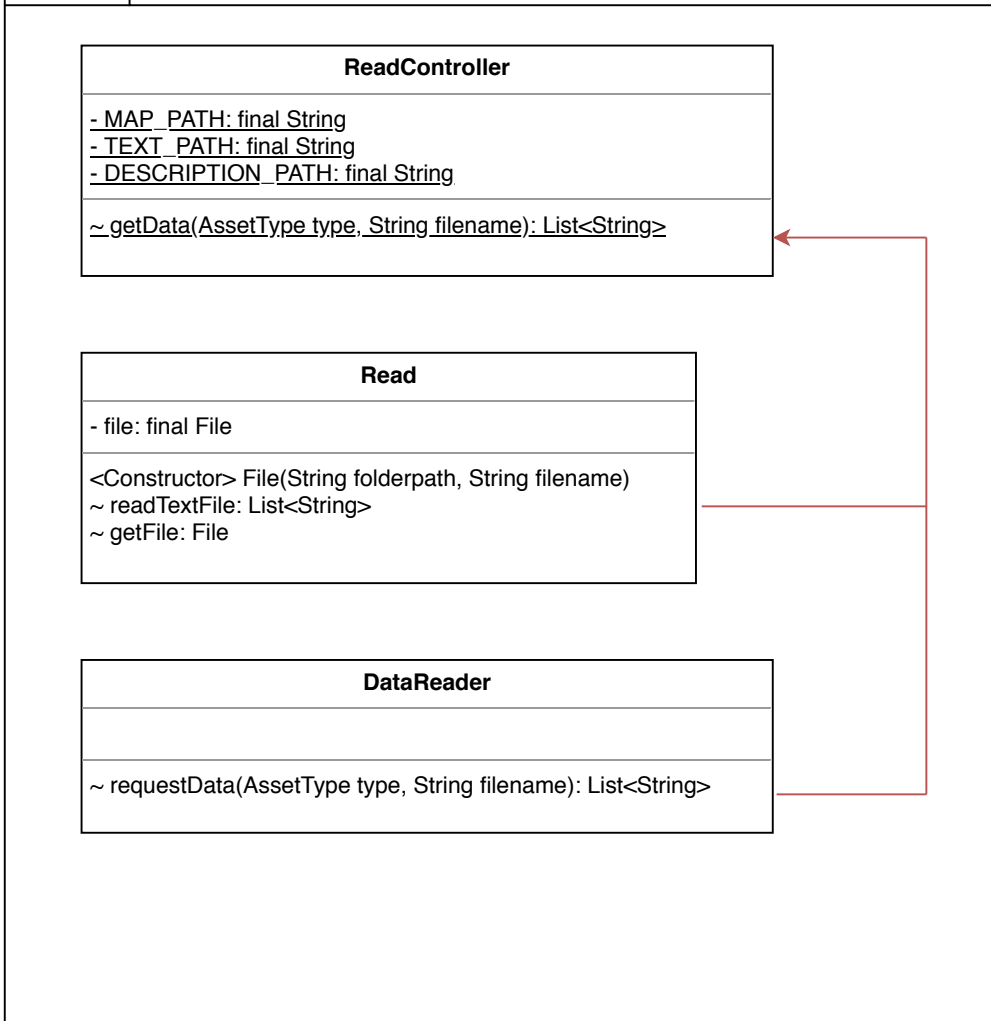 ReadController
- MAP_PATH: final String
- TEXT_PATH: final String
- DESCRIPTION_PATH: final String
~ getData(AssetType type, String filename): List<String>
Read
- file: final File
<Constructor> File(String folderpath, String filename)
~ readTextFile: List<String>
~ getFile: File
DataReader
~ requestData(AssetType type, String filename): List<String>